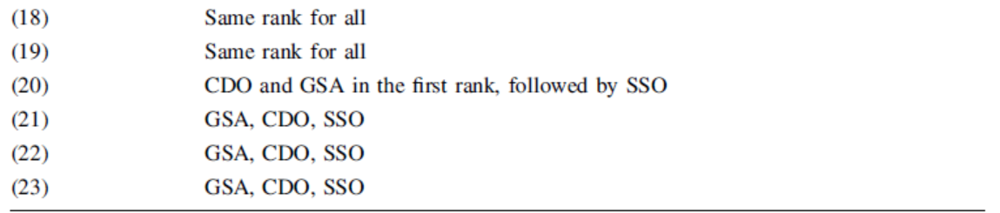 (18) Same rank for all
(19) Same rank for all
(20) CDO and GSA in the first rank, followed by SSO
(21) GSA, CDO, SSO
(22) GSA, CDO, SSO
(23) GSA, CDO, SSO